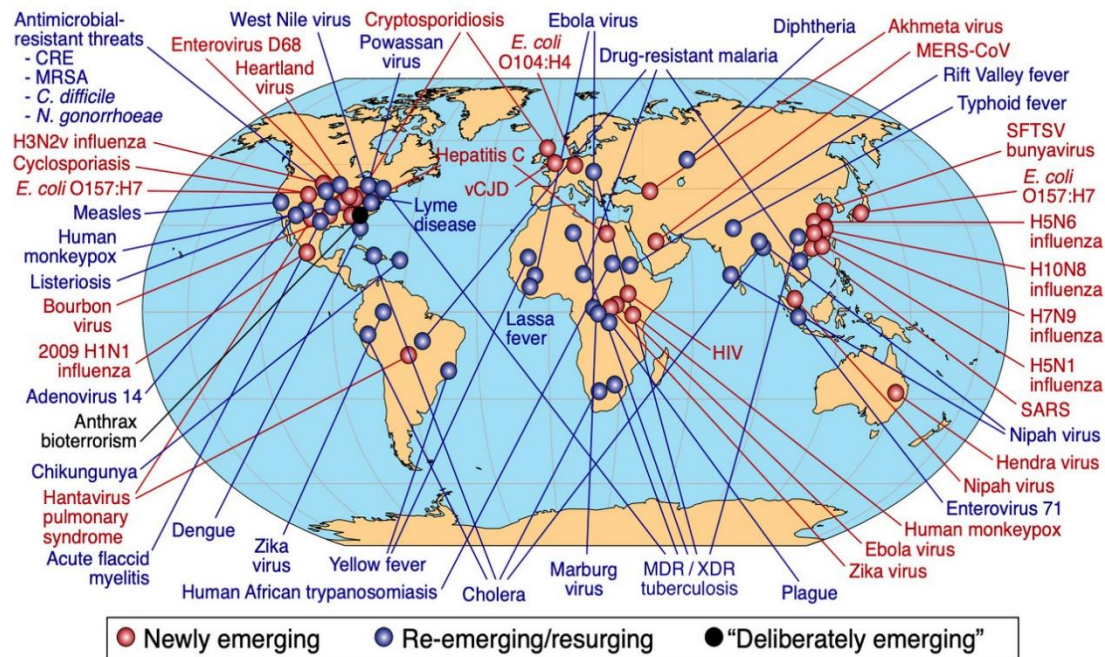 Antimicrobial-
resistant threats
- CRE
- MRSA
- C. difficile
- N. gonorrhoeae
West Nile virus
Cryptosporidiosis
Ebola virus
Diphtheria
Akhmeta virus
Enterovirus D68
Powassan
virus
E. coli
O104:H4
Drug-resistant malaria
MERS-CoV
Heartland
virus
Rift Valley fever
Typhoid fever
H3N2v influenza
Cyclosporiasis
E. coli O157:H7
Measles
Human
monkeypox
Listeriosis
Bourbon
virus
2009 H1N1
influenza
Adenovirus 14
Anthrax
bioterrorism
Chikungunya
Hantavirus
pulmonary
syndrome
Acute flaccid
myelitis
Hepatitis C
vCJD
Lyme
disease
Lassa
fever
HIV
SFTSV
bunyavirus
E. coli
O157:H7
H5N6
influenza
H10N8
influenza
H7N9
influenza
H5N1
influenza
SARS
Nipah virus
Hendra virus
Nipah virus
Enterovirus 71
Human monkeypox
Ebola virus
Zika virus
Dengue
Zika
virus
Yellow fever
Human African trypanosomiasis
Cholera
Marburg
virus
MDR / XDR
tuberculosis
Plague
Newly emerging
Re-emerging/resurging
“Deliberately emerging”